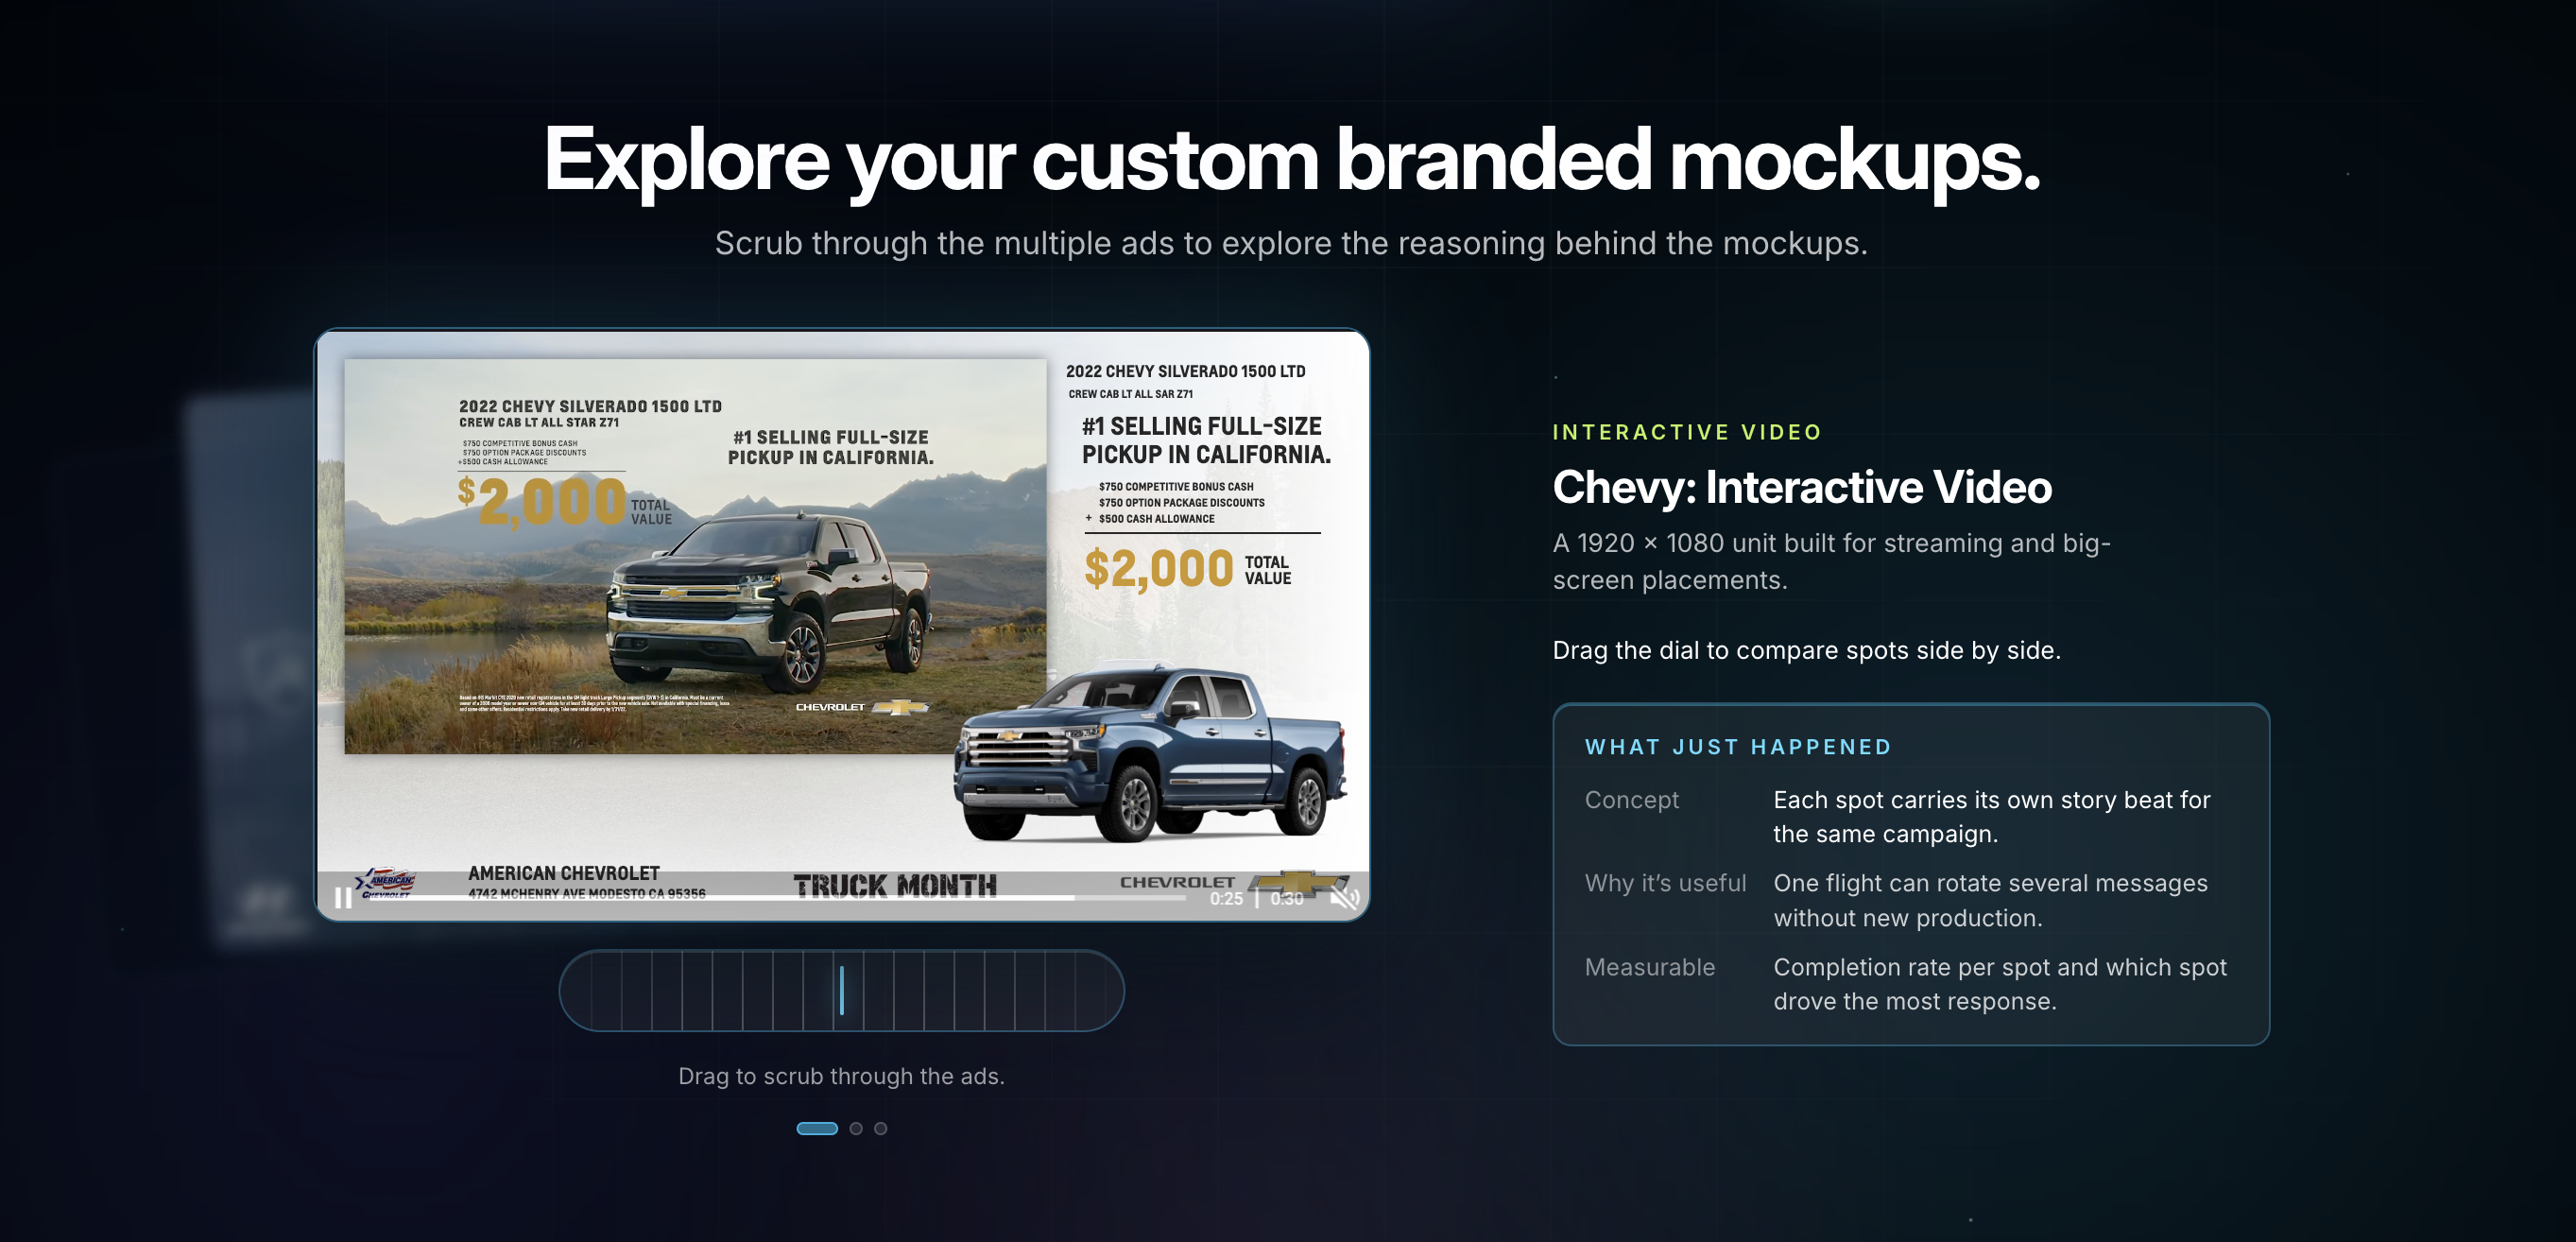 Explore your custom branded mockups.
Scrub through the multiple ads to explore the reasoning behind the mockups.
2022 CHEVY SILVERADO 1500 LTD
CREW CAB LT ALL STAR Z71
$750 COMPETITIVE BONUS CASH
$750 OPTION PACKAGE DISCOUNTS
+$500 CASH ALLOWANCE
$2,000 TOTAL VALUE
#1 SELLING FULL-SIZE
PICKUP IN CALIFORNIA.
CHEVROLET
2022 CHEVY SILVERADO 1500 LTD
CREW CAB LT ALL SAR Z71
#1 SELLING FULL-SIZE
PICKUP IN CALIFORNIA.
$750 COMPETITIVE BONUS CASH
$750 OPTION PACKAGE DISCOUNTS
+ $500 CASH ALLOWANCE
$2,000 TOTAL VALUE
AMERICAN CHEVROLET
AMERICAN CHEVROLET
4742 MCHENRY AVE MODESTO CA 95356
TRUCK MONTH
CHEVROLET
0:25 | 0:30
Drag to scrub through the ads.
INTERACTIVE VIDEO
Chevy: Interactive Video
A 1920 × 1080 unit built for streaming and big-
screen placements.
Drag the dial to compare spots side by side.
WHAT JUST HAPPENED
Concept Each spot carries its own story beat for
the same campaign.
Why it’s useful One flight can rotate several messages
without new production.
Measurable Completion rate per spot and which spot
drove the most response.